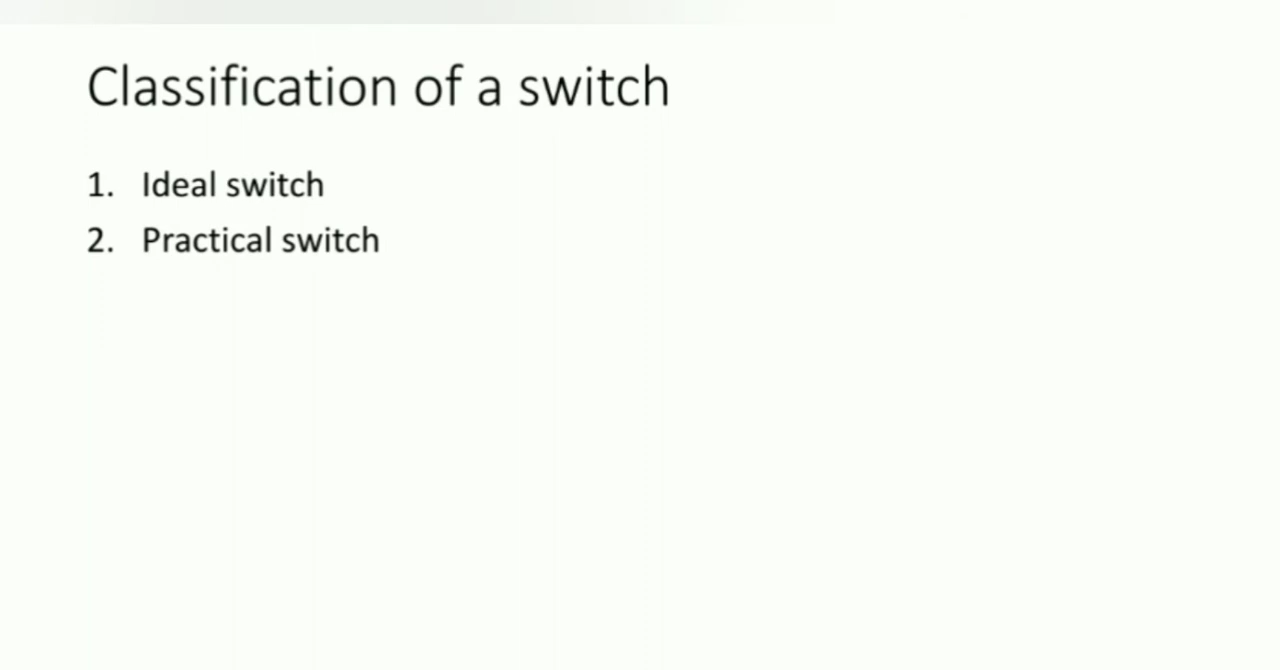 Classification of a switch
1. Ideal switch
2. Practical switch